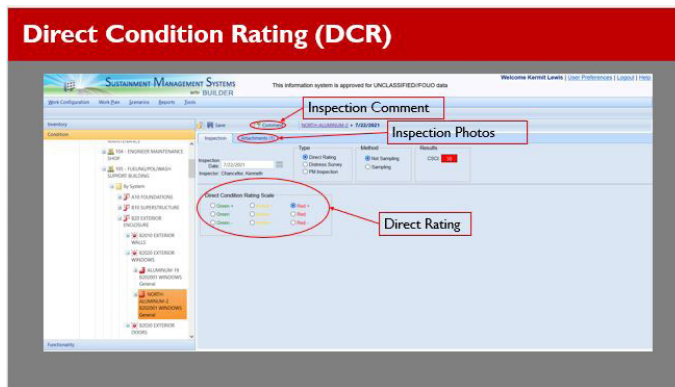 Direct Condition Rating (DCR)
SUSTAINMENT MANAGEMENT SYSTEMS
with BUILDER
This information system is approved for UNCLASSIFIED/FOUO data
Welcome Kermit Lewis | User Preferences | Logout | Help
Work Configuration Work Plan Scenarios Reports Tools
Inspection Comment
Inventory
Save Comment NORTH-ALUMINUM-2 > 7/22/2021
Condition
Inspection Attachments
Inspection Photos
MAINTENANCE
104 - ENGINEER MAINTENANCE
SHOP
105 - FUELING/POL/WASH
SUPPORT BUILDING
By System
A10 FOUNDATIONS
B10 SUPERSTRUCTURE
B20 EXTERIOR
ENCLOSURE
B2010 EXTERIOR
WALLS
B2020 EXTERIOR
WINDOWS
ALUMINUM-19
B202001 WINDOWS
General
NORTH-
ALUMINUM-2
B202001 WINDOWS
General
B2030 EXTERIOR
DOORS
Functionality
Inspection
Date: 7/22/2021
Inspector: Chancellor, Kenneth
Type
Direct Rating
Distress Survey
PM Inspection
Method
Not Sampling
Sampling
Results
CSCI:
Direct Condition Rating Scale
Green + Red +
Green Red
Green - Red
Direct Rating